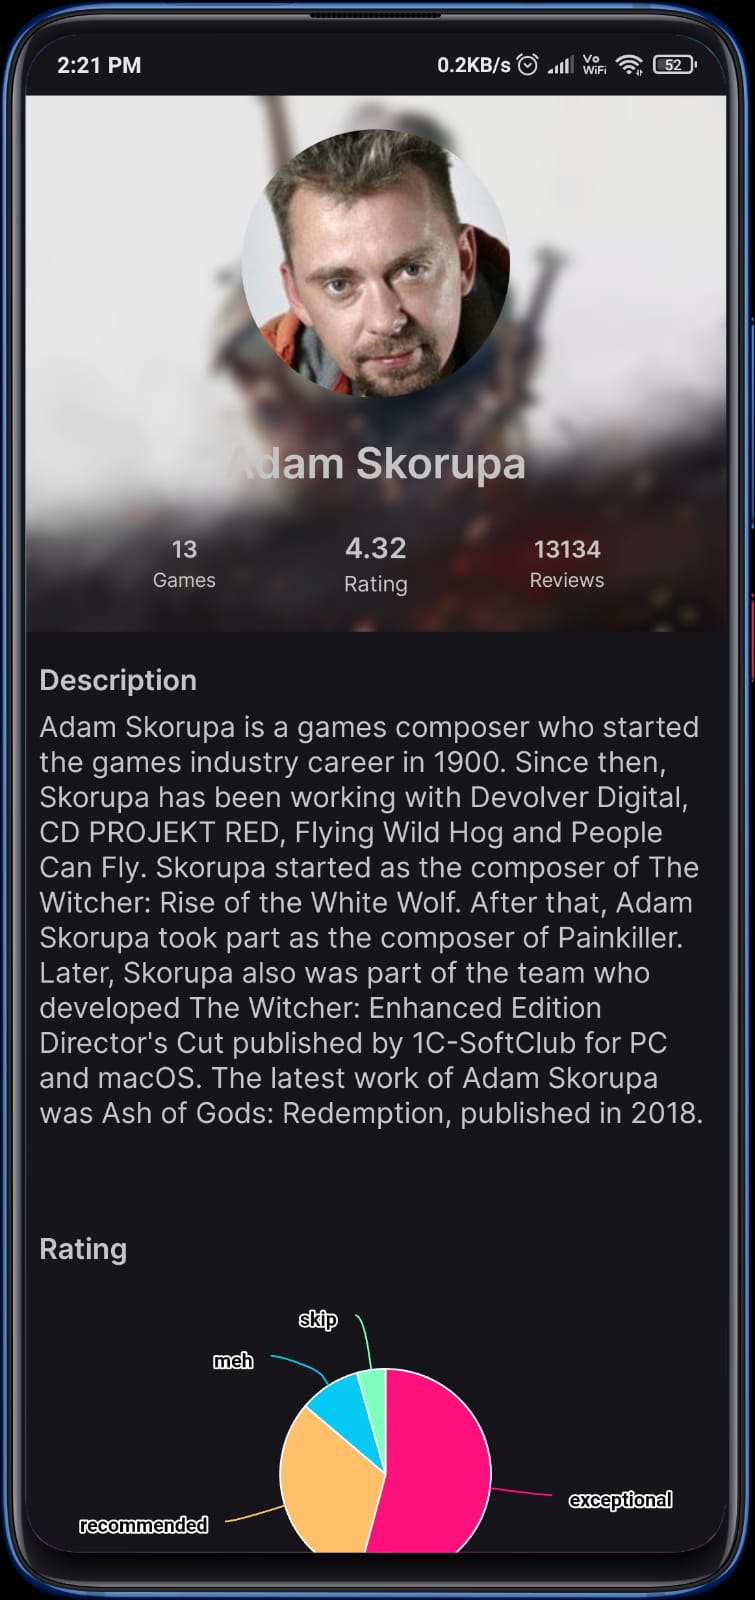 2:21 PM
0.2KB/s
Vo
WiFi
52
Adam Skorupa
13
4.32
13134
Games
Rating
Reviews
Description
Adam Skorupa is a games composer who started
the games industry career in 1900. Since then,
Skorupa has been working with Devolver Digital,
CD PROJEKT RED, Flying Wild Hog and People
Can Fly. Skorupa started as the composer of The
Witcher: Rise of the White Wolf. After that, Adam
Skorupa took part as the composer of Painkiller.
Later, Skorupa also was part of the team who
developed The Witcher: Enhanced Edition
Director's Cut published by 1C-SoftClub for PC
and macOS. The latest work of Adam Skorupa
was Ash of Gods: Redemption, published in 2018.
Rating
skip
meh
exceptional
recommended